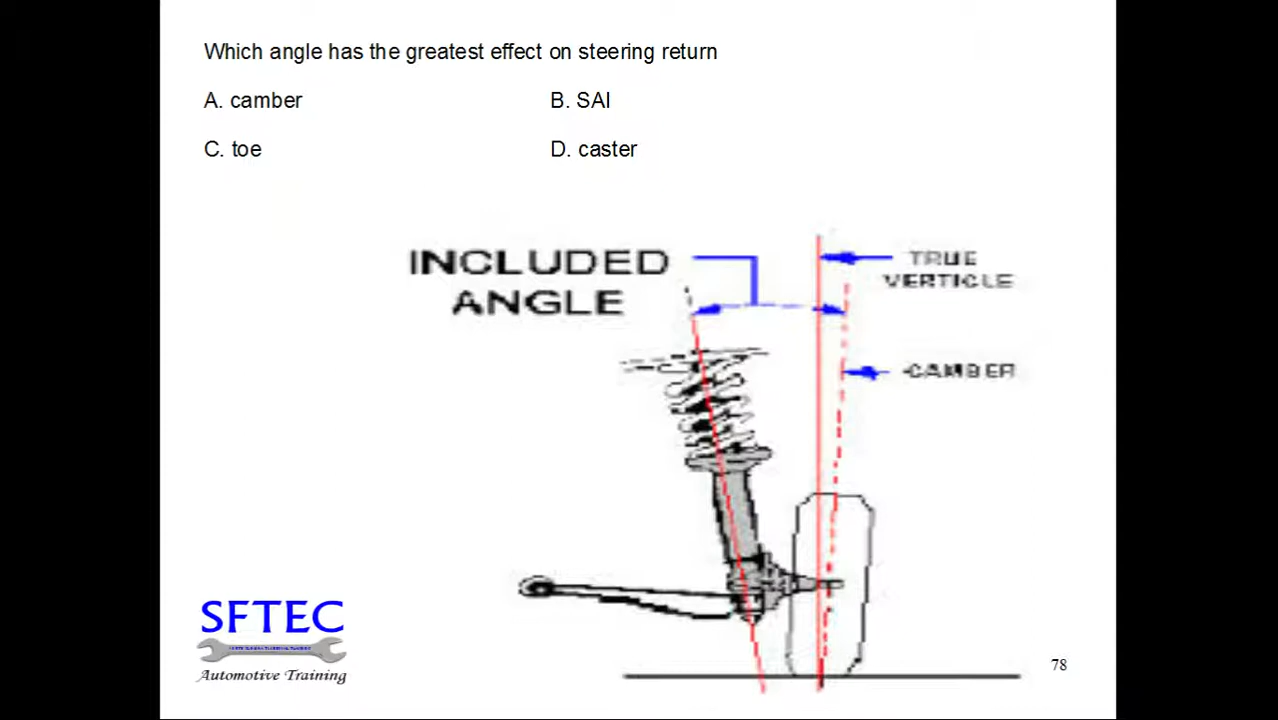 Which angle has the greatest effect on steering return
A. camber B. SAI
C. toe D. caster
INCLUDED
ANGLE
TRUE
VERTICLE
CAMBER
SFTEC
Automotive Training
78